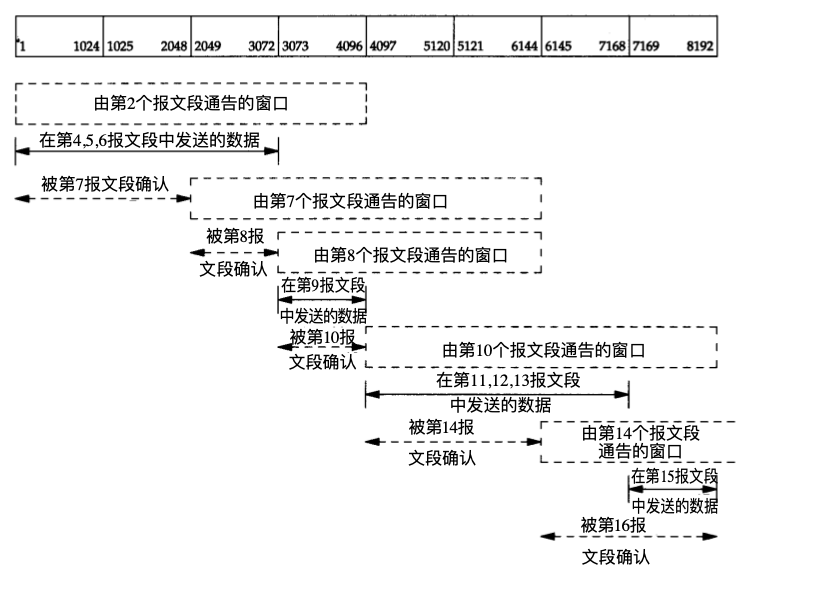 1 1024 1025 2048 2049 3072 3073 4096 4097 5120 5121 6144 6145 7168 7169 8192
由第2个报文段通告的窗口
在第4,5,6报文段中发送的数据
被第7报文段确认
由第7个报文段通告的窗口
被第8报
文段确认
由第8个报文段通告的窗口
在第9报文段
中发送的数据
被第10报
文段确认
由第10个报文段通告的窗口
在第11,12,13报文段
中发送的数据
被第14报
文段确认
由第14个报文段
通告的窗口
在第15报文段
中发送的数据
被第16报
文段确认